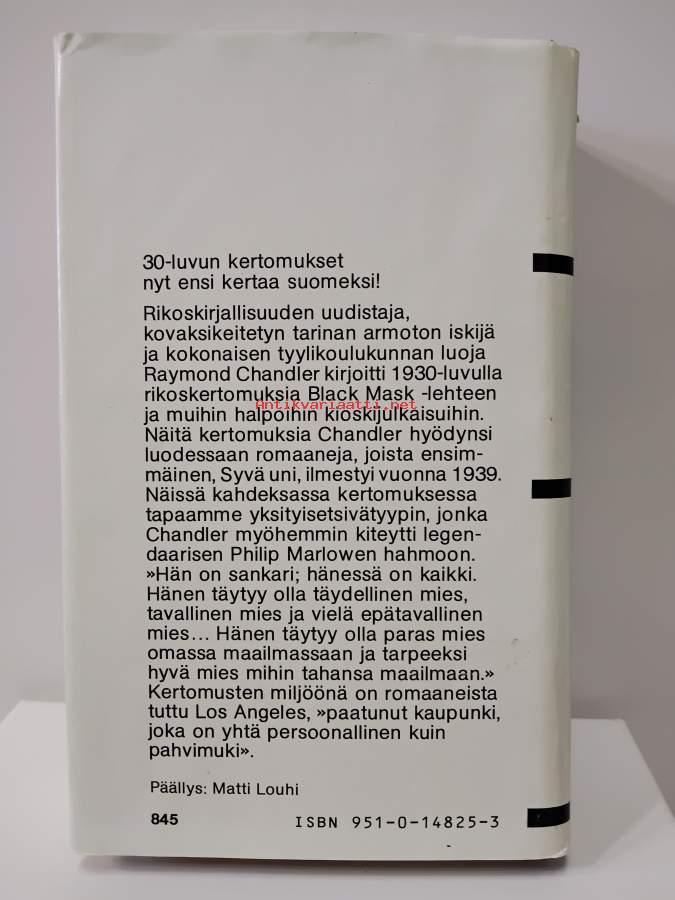 30-luvun kertomukset
nyt ensi kertaa suomeksi!
Rikoskirjallisuuden uudistaja,
kovaksikeitetyn tarinan armoton iskijä
ja kokonaisen tyylikoulukunnan luoja
Raymond Chandler kirjoitti 1930-luvulla
rikoskertomuksia Black Mask -lehteen
Antikvariaatti.net
ja muihin halpoihin kioskijulkaisuihin.
Näitä kertomuksia Chandler hyödynsi
luodessaan romaaneja, joista ensim-
mäinen, Syvä uni, ilmestyi vuonna 1939.
Näissä kahdeksassa kertomuksessa
tapaamme yksityisetsivätyypin, jonka
Chandler myöhemmin kiteytti legen-
daarisen Philip Marlowen hahmoon.
»Hän on sankari; hänessä on kaikki.
Hänen täytyy olla täydellinen mies,
tavallinen mies ja vielä epätavallinen
mies... Hänen täytyy olla paras mies
omassa maailmassaan ja tarpeeksi
hyvä mies mihin tahansa maailmaan.»
Kertomusten miljöönä on romaaneista
tuttu Los Angeles, »paatunut kaupunki,
joka on yhtä persoonallinen kuin
pahvimuki».
Päällys: Matti Louhi
845 ISBN 951-0-14825-3